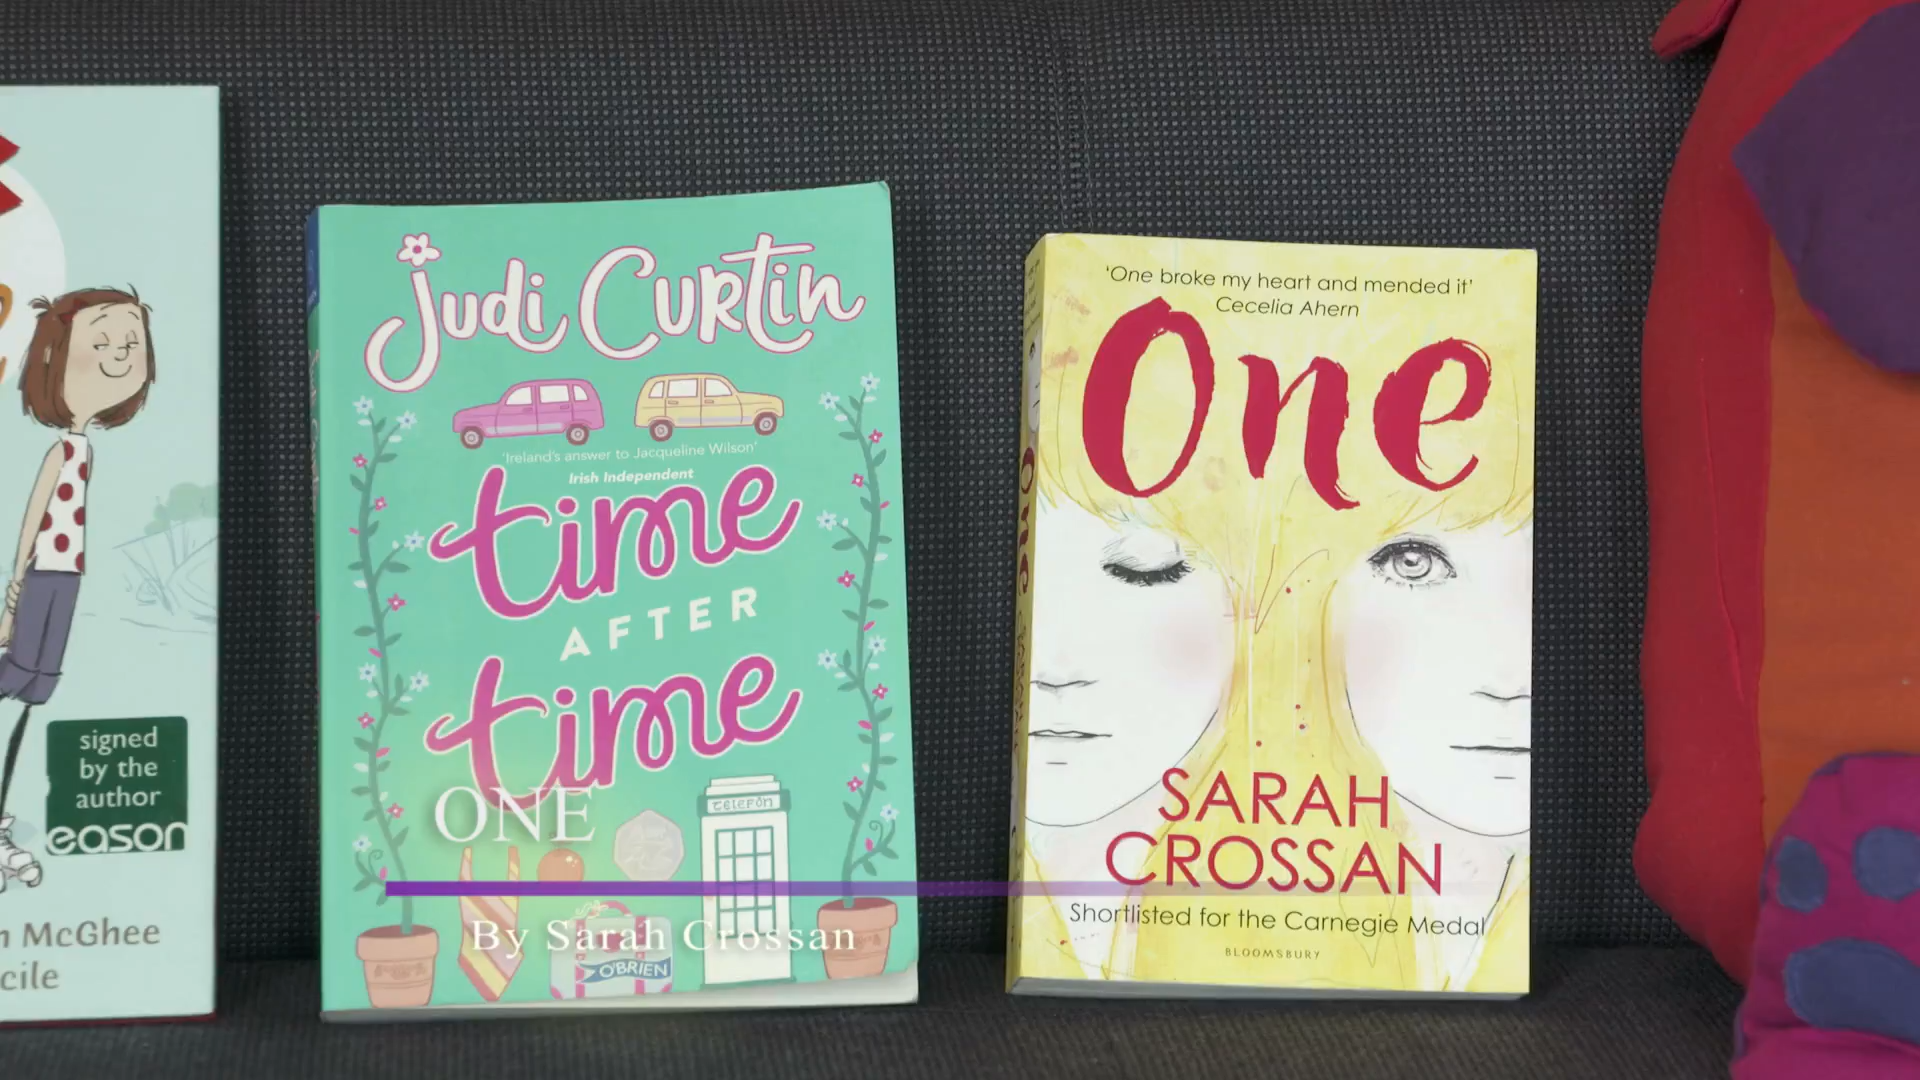 signed
by the
author
eason
McGhee
cile
Judi Curtin
'Ireland's answer to Jacqueline Wilson'
Irish Independent
time
AFTER
time
TELEFÓN
O'BRIEN
'One broke my heart and mended it'
Cecelia Ahern
One
SARAH
CROSSAN
Shortlisted for the Carnegie Medal
BLOOMSBURY
ONE
By Sarah Crossan